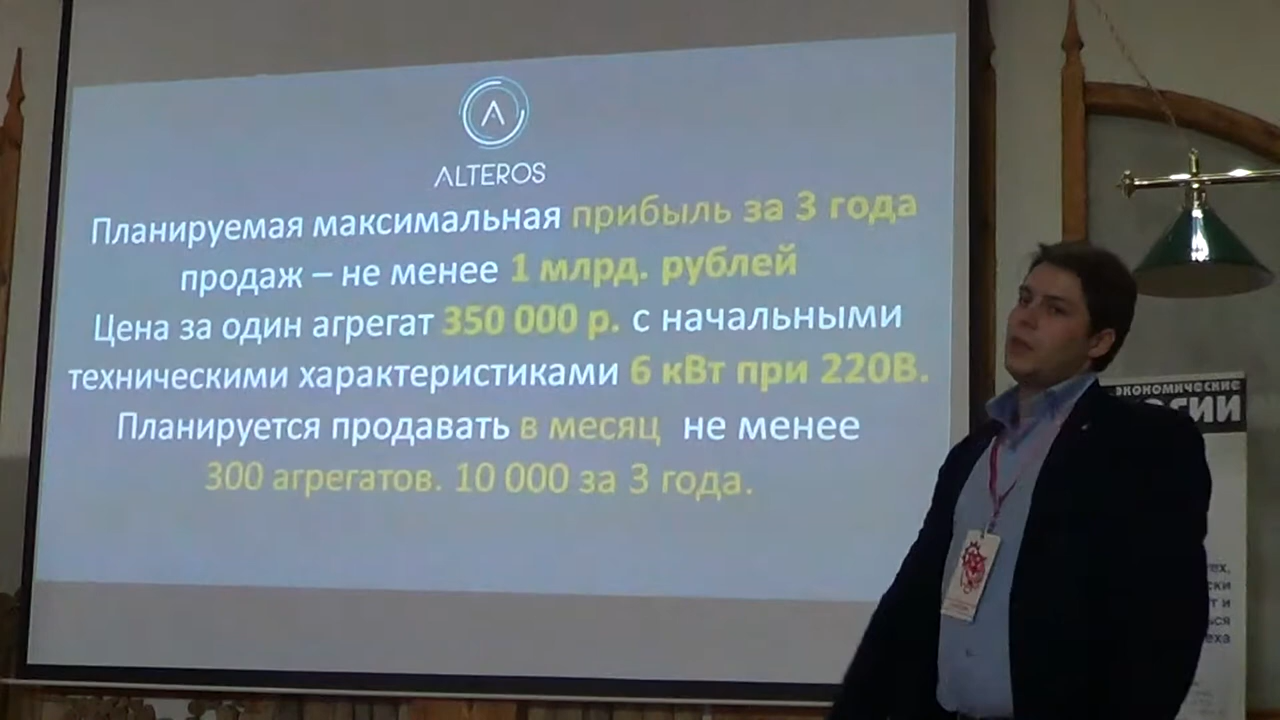 ALTEROS
Планируемая максимальная прибыль за 3 года
продаж – не менее 1 млрд. рублей
Цена за один агрегат 350 000 р. с начальными
техническими характеристиками 6 кВт при 220В.
Планируется продавать в месяц не менее
300 агрегатов. 10 000 за 3 года.
ЭКОНОМИЧЕСКИЕ